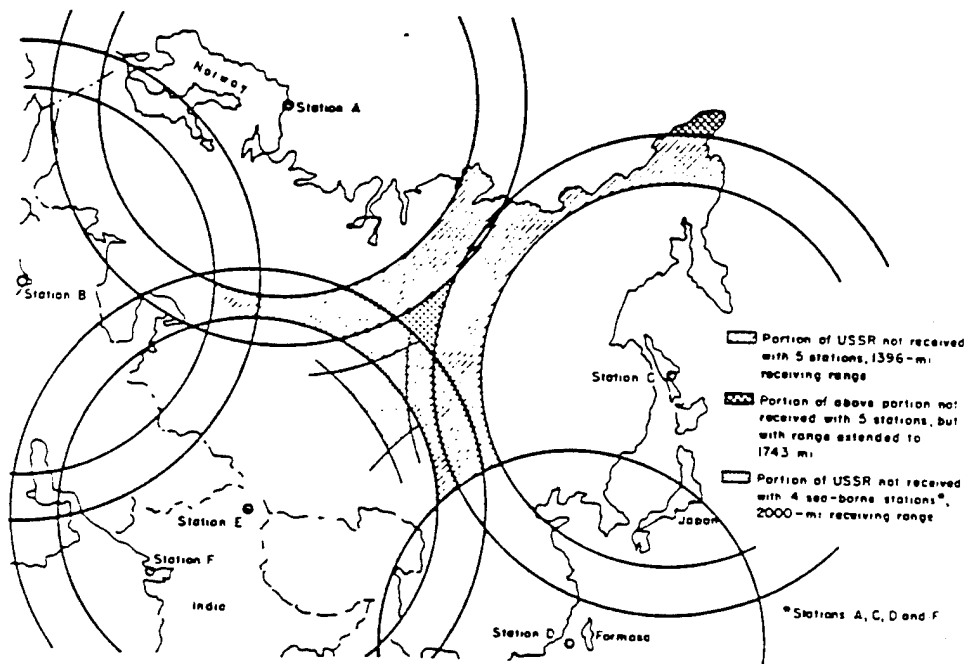 Norway
Station A
Station B
Station C
Station E
Station F
India
Station D
Formosa
Japan
Portion of USSR not received
with 5 stations, 1396-mi
receiving range
Portion of above portion not
received with 5 stations, but
with range extended to
1743 mi
Portion of USSR not received
with 4 sea-borne stations*,
2000-mi receiving range
*Stations A, C, D and F